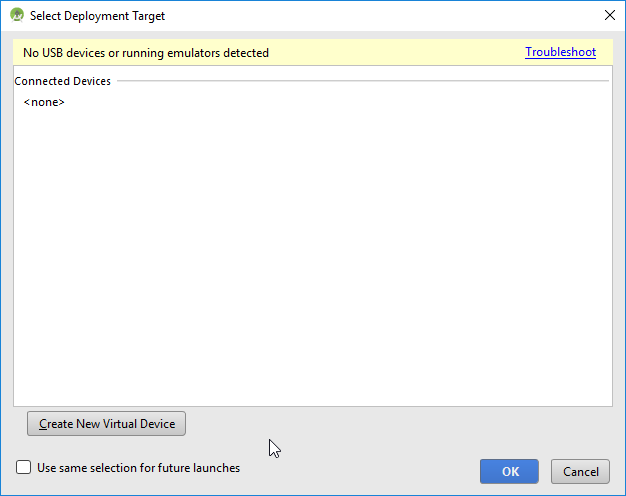 Select Deployment Target
No USB devices or running emulators detected Troubleshoot
Connected Devices
<none>
Create New Virtual Device
Use same selection for future launches
OK Cancel